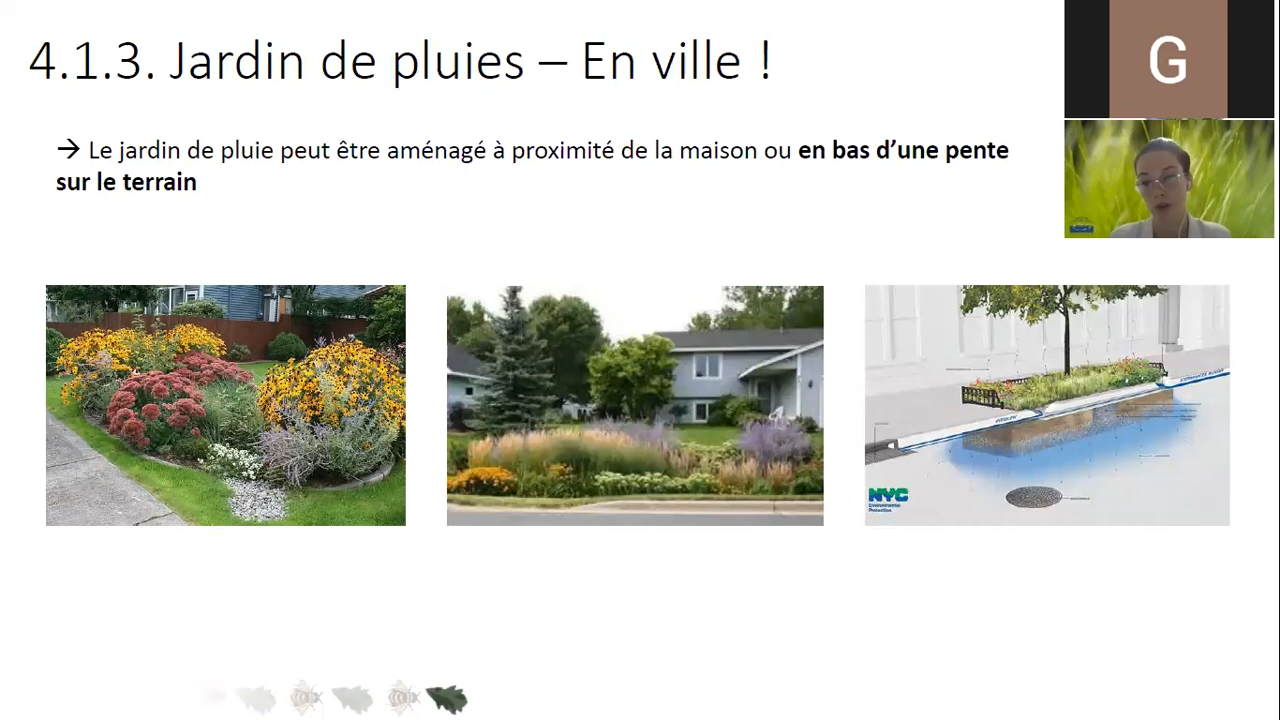 4.1.3. Jardin de pluies – En ville !
G
→ Le jardin de pluie peut être aménagé à proximité de la maison ou en bas d’une pente
sur le terrain
NYC
Environmental
Protection